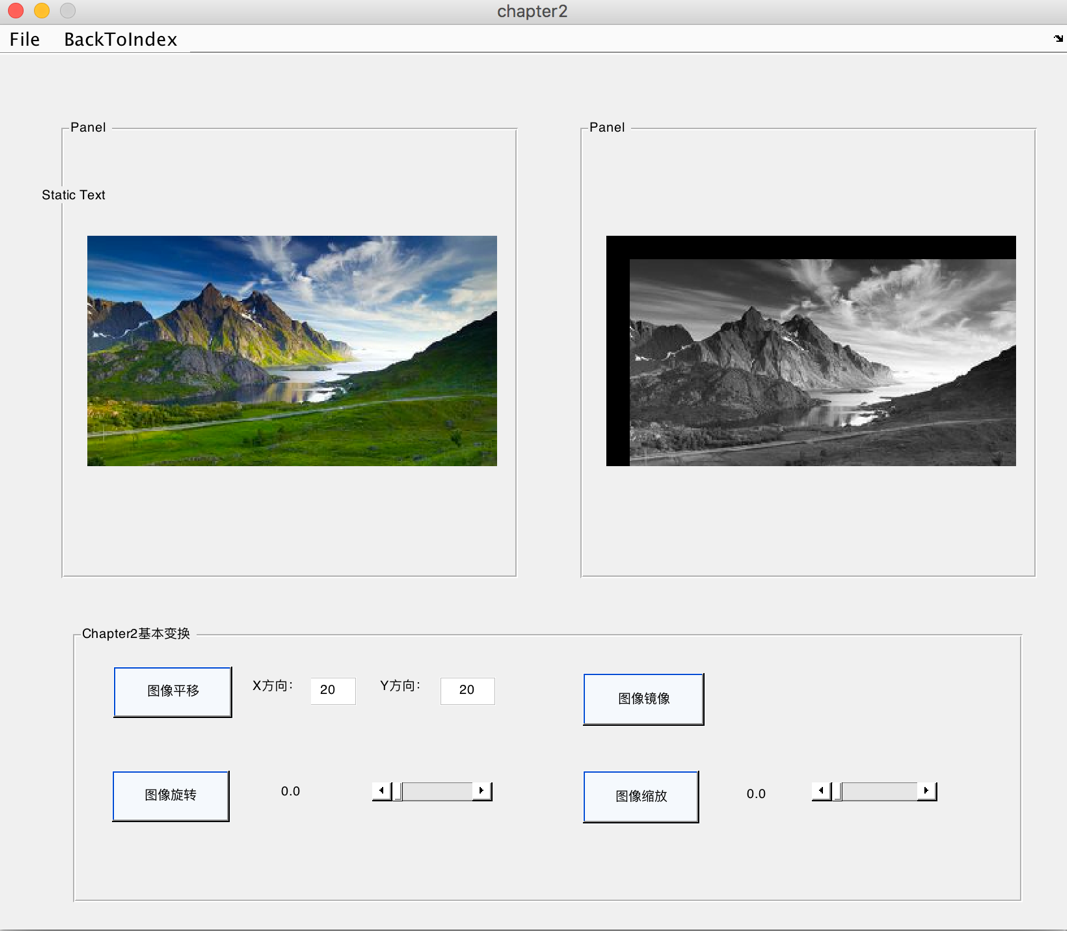 chapter2
File BackToIndex
Panel
Panel
Static Text
Chapter2基本变换
图像平移 X方向: 20 Y方向: 20 图像镜像
图像旋转 0.0 图像缩放 0.0